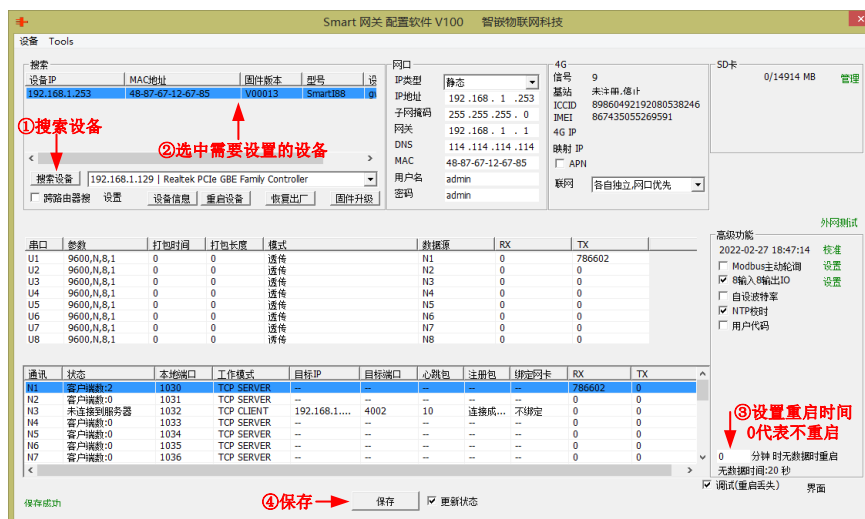 Smart 网关 配置软件 V100 智嵌物联网科技
设备 Tools
搜索
设备IP MAC地址 固件版本 型号 设
192.168.1.253 48-87-67-12-67-85 V00013 SmartI88
①搜索设备
②选中需要设置的设备
搜索设备 192.168.1.129 | Realtek PCIe GBE Family Controller
跨路由器搜 设置 设备信息 重启设备 恢复出厂 固件升级
网口
IP类型 静态
IP地址 192 .168 . 1 .253
子网掩码 255 .255 .255 . 0
网关 192 .168 . 1 . 1
DNS 114 .114 .114 .114
MAC 48-87-67-12-67-85
用户名 admin
密码 admin
4G
信号 9
基站 未注册,停止
ICCID 89860492192080538246
IMEI 867435055269591
4G IP
映射 IP
APN
联网 各自独立,网口优先
SD卡
0/14914 MB 管理
外网测试
串口 参数 打包时间 打包长度 模式 数据源 RX TX
U1 9600,N,8,1 0 0 透传 N1 0 786602
U2 9600,N,8,1 0 0 透传 N2 0 0
U3 9600,N,8,1 0 0 透传 N3 0 0
U4 9600,N,8,1 0 0 透传 N4 0 0
U5 9600,N,8,1 0 0 透传 N5 0 0
U6 9600,N,8,1 0 0 透传 N6 0 0
U7 9600,N,8,1 0 0 透传 N7 0 0
U8 9600,N,8,1 0 0 透传 N8 0 0
高级功能
2022-02-27 18:47:14 校准
Modbus主动轮询 设置
8输入8输出IO 设置
自设波特率
NTP校时
用户代码
通讯 状态 本地端口 工作模式 目标IP 目标端口 心跳包 注册包 绑定网卡 RX TX
N1 客户端数:2 1030 TCP SERVER -- -- -- -- -- 786602 0
N2 客户端数:0 1031 TCP SERVER -- -- -- -- -- 0 0
N3 未连接到服务器 1032 TCP CLIENT 192.168.1.... 4002 10 连接成... 不绑定 0 0
N4 客户端数:0 1033 TCP SERVER -- -- -- -- -- 0 0
N5 客户端数:0 1034 TCP SERVER -- -- -- -- -- 0 0
N6 客户端数:0 1035 TCP SERVER -- -- -- -- -- 0 0
N7 客户端数:0 1036 TCP SERVER -- -- -- -- -- 0 0
③设置重启时间
0代表不重启
0 分钟 时无数据时重启
无数据时间:20 秒
调试(重启丢失) 界面
保存成功
④保存 保存 更新状态